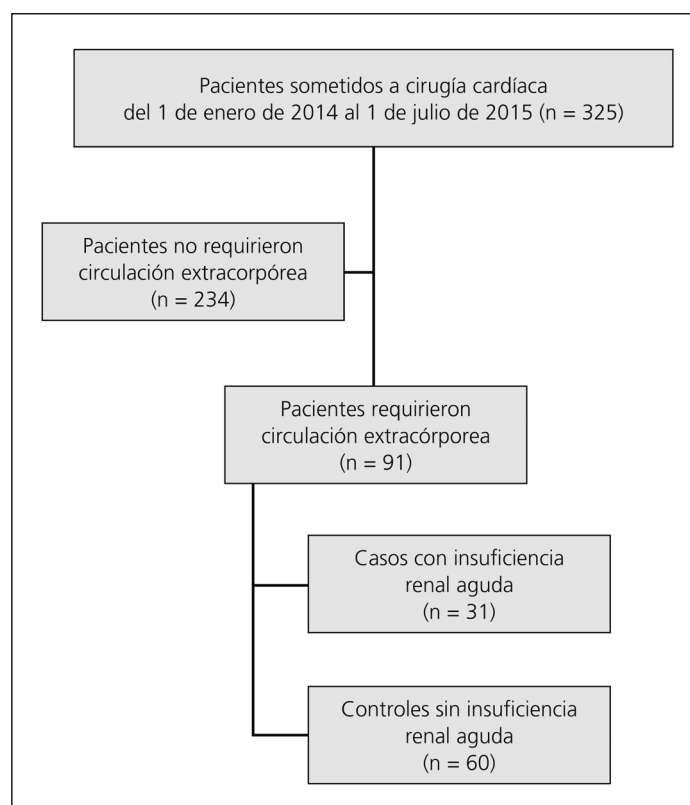 Pacientes sometidos a cirugía cardíaca
del 1 de enero de 2014 al 1 de julio de 2015 (n = 325)
Pacientes no requirieron
circulación extracorpórea
(n = 234)
Pacientes requirieron
circulación extracórporea
(n = 91)
Casos con insuficiencia
renal aguda
(n = 31)
Controles sin insuficiencia
renal aguda
(n = 60)